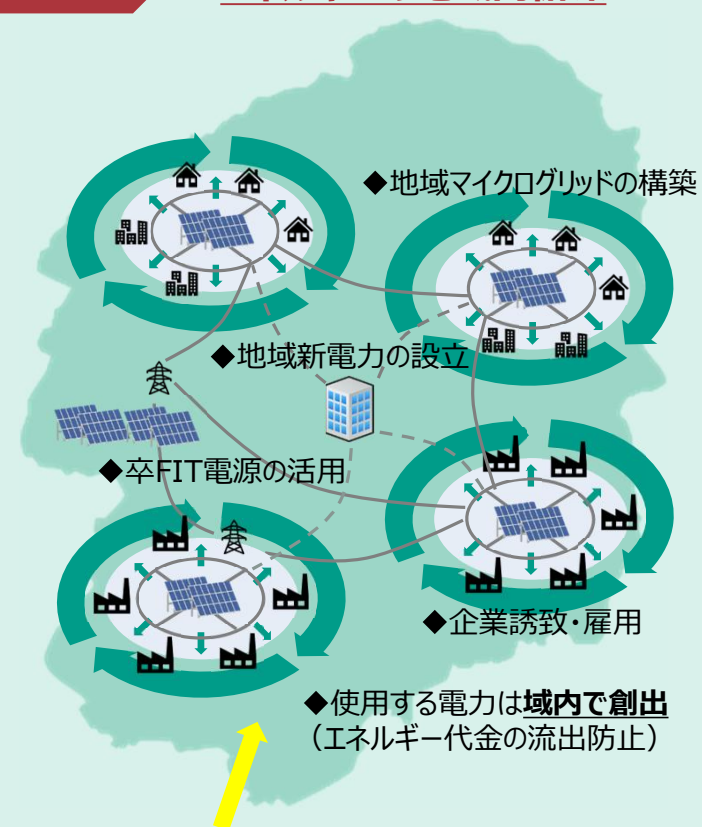 ◆地域マイクログリッドの構築
◆地域新電力の設立
◆卒FIT電源の活用
◆企業誘致・雇用
◆使用する電力は域内で創出
（エネルギー代金の流出防止）